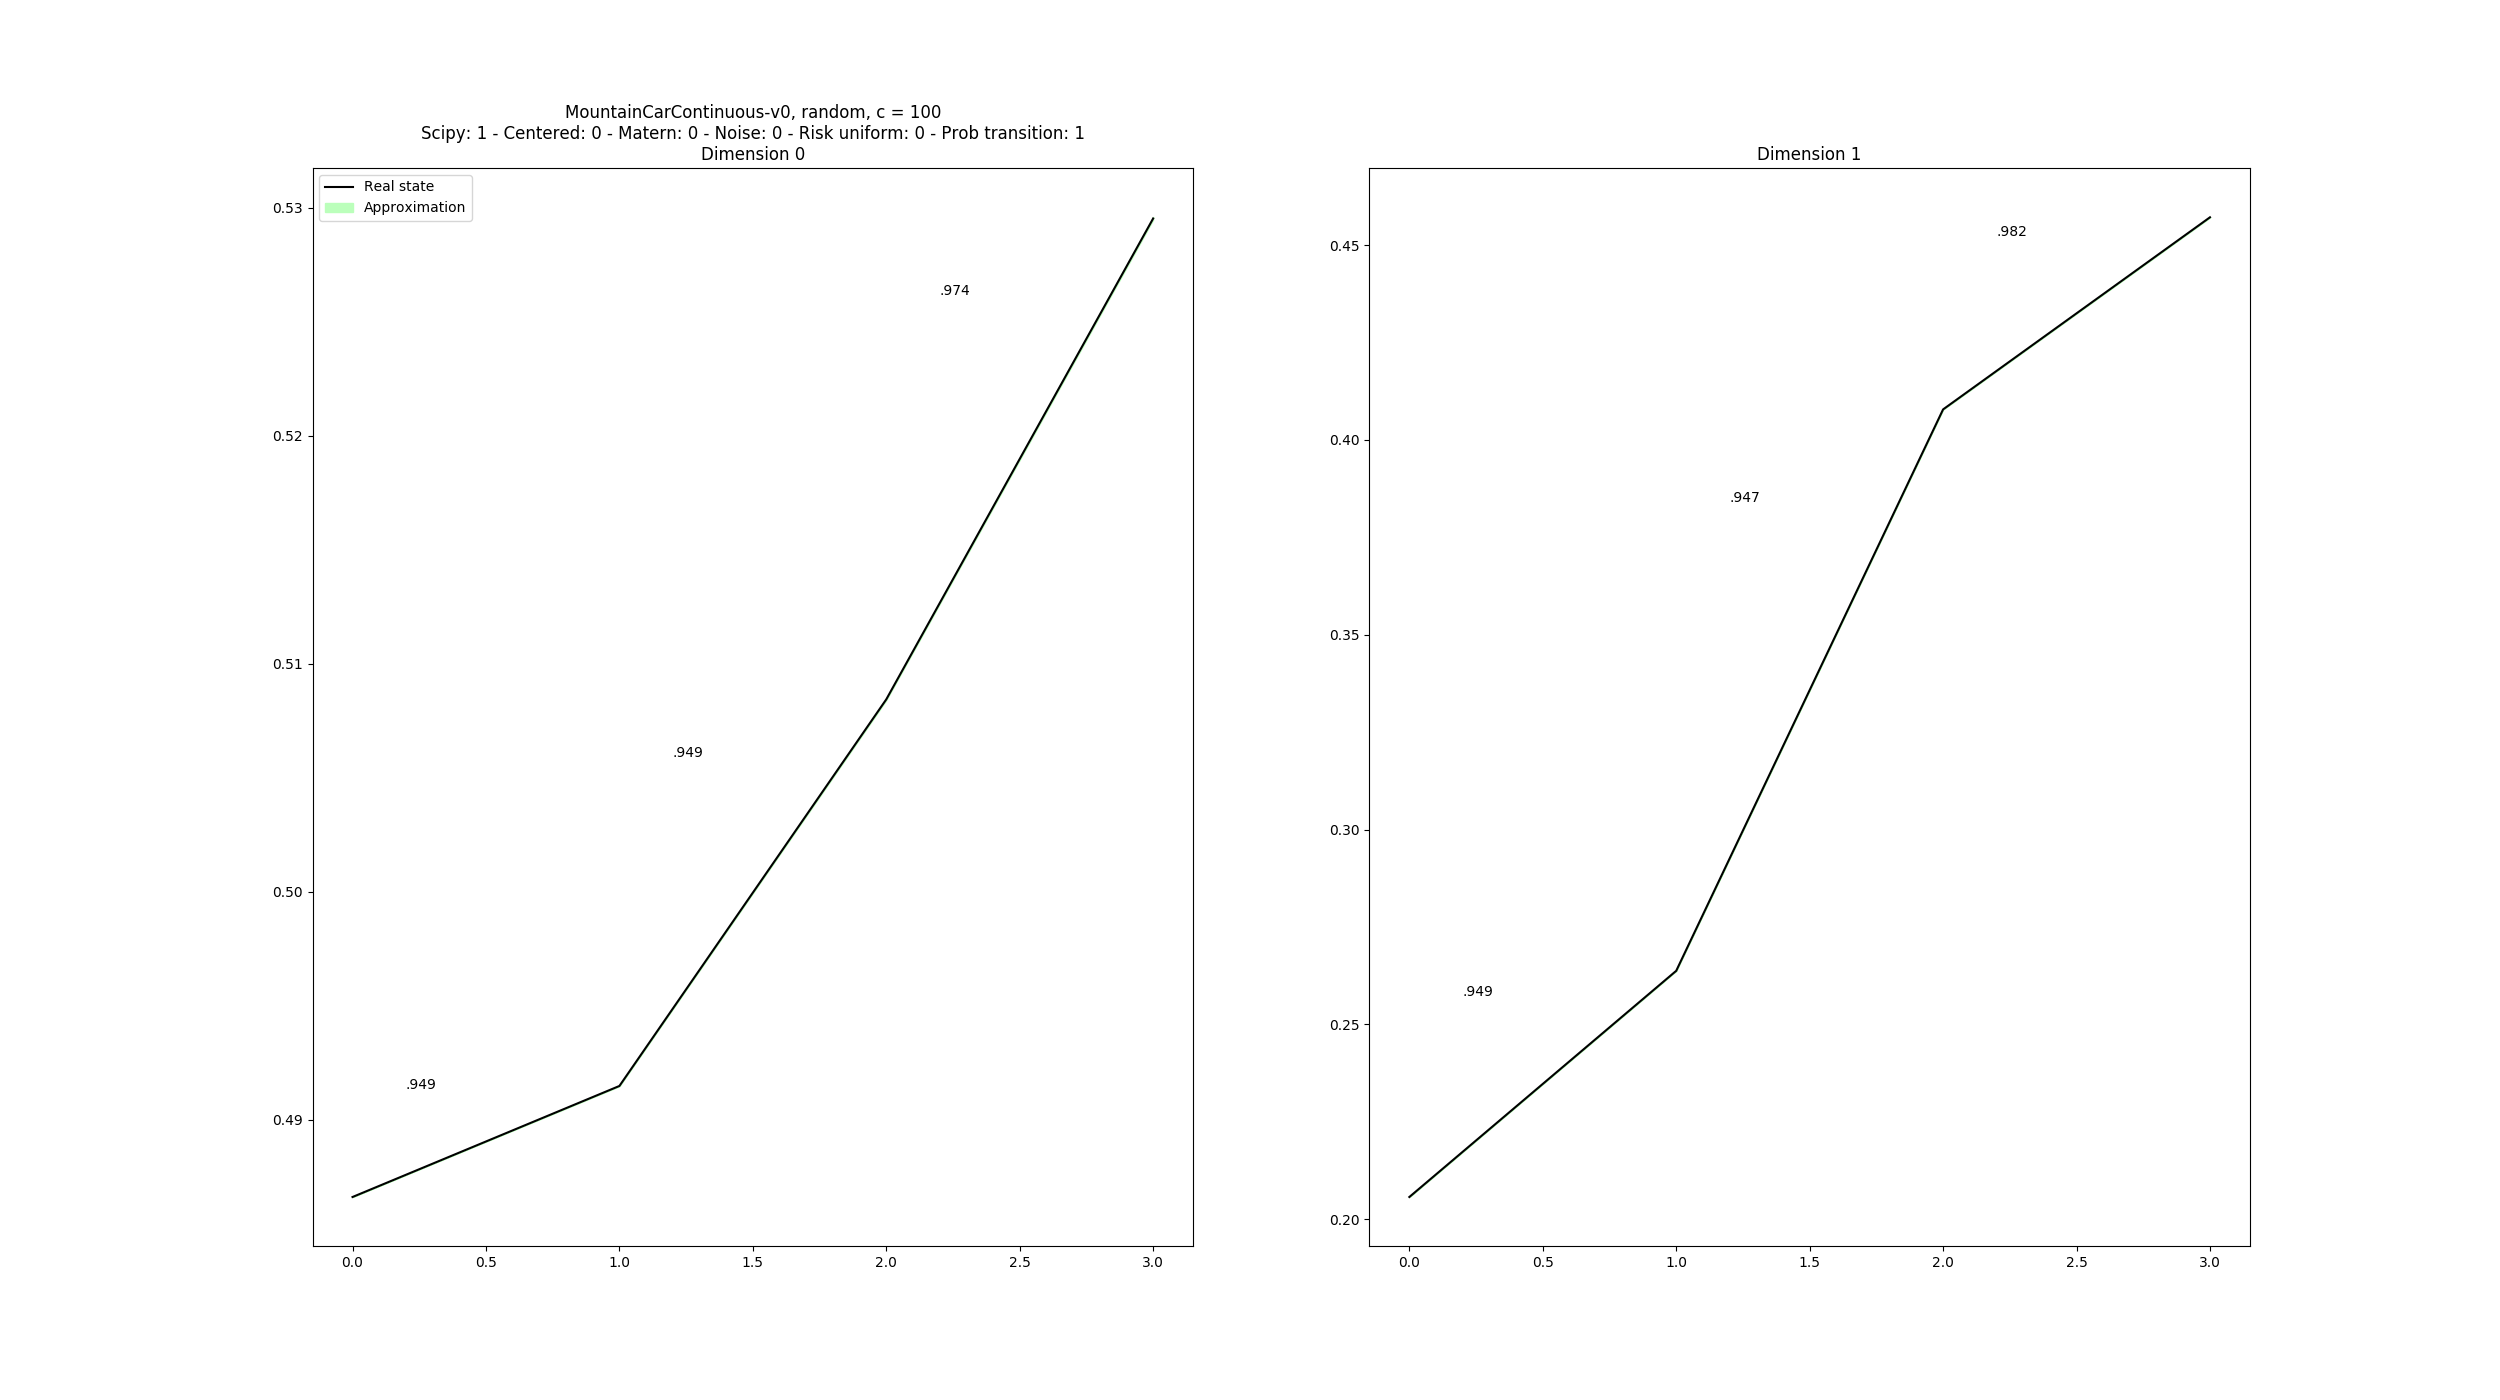 MountainCarContinuous-v0, random, c = 100
Scipy: 1 - Centered: 0 - Matern: 0 - Noise: 0 - Risk uniform: 0 - Prob transition: 1
Dimension 0
Real state
Approximation
0.53
0.52
0.51
0.50
0.49
.974
.949
.949
0.0 0.5 1.0 1.5 2.0 2.5 3.0
Dimension 1
0.45
0.40
0.35
0.30
0.25
0.20
.982
.947
.949
0.0 0.5 1.0 1.5 2.0 2.5 3.0